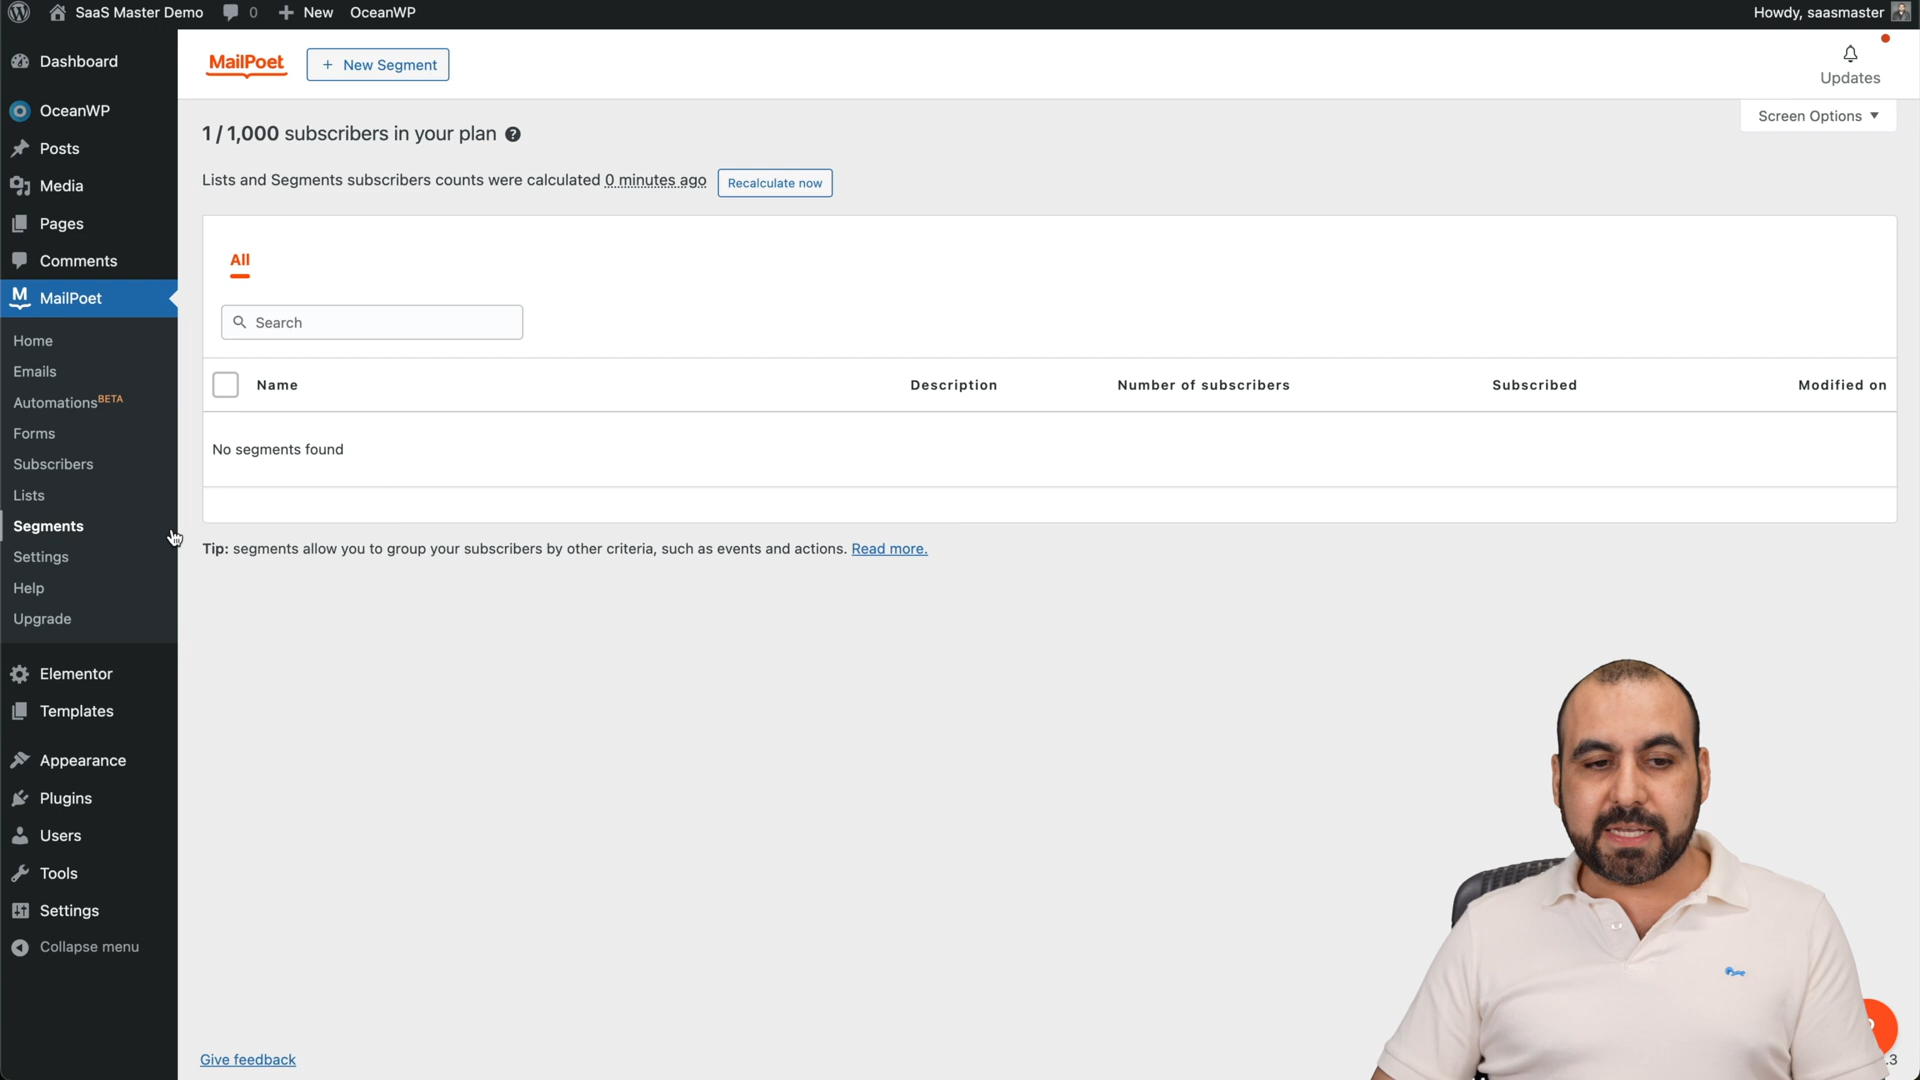 SaaS Master Demo 0 New OceanWP Howdy, saasmaster
Dashboard
OceanWP
Posts
Media
Pages
Comments
MailPoet
Home
Emails
Automations BETA
Forms
Subscribers
Lists
Segments
Settings
Help
Upgrade
Elementor
Templates
Appearance
Plugins
Users
Tools
Settings
Collapse menu
MailPoet + New Segment
Updates
Screen Options
1 / 1,000 subscribers in your plan ?
Lists and Segments subscribers counts were calculated 0 minutes ago Recalculate now
All
Search
Name Description Number of subscribers Subscribed Modified on
No segments found
Tip: segments allow you to group your subscribers by other criteria, such as events and actions. Read more.
Give feedback
.3